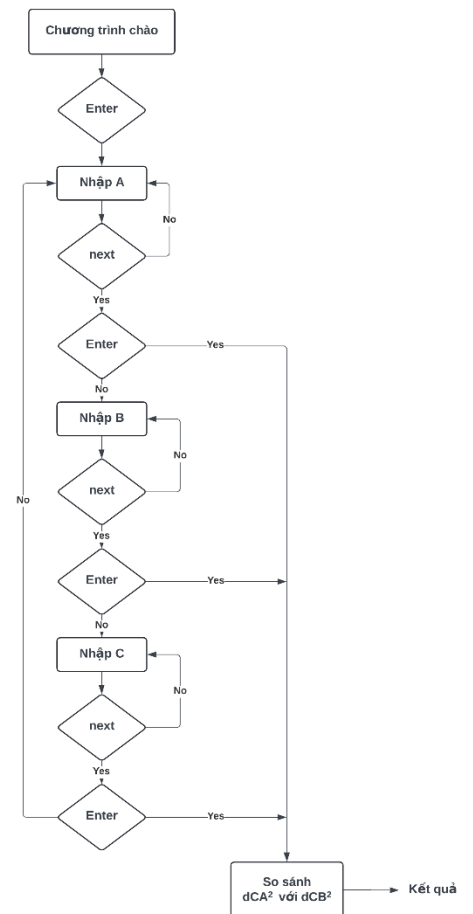 Chương trình chào
Enter
Nhập A
No
next
Yes
Enter
Yes
No
Nhập B
No
next
No
Yes
Enter
Yes
No
Nhập C
No
next
Yes
Enter
Yes
So sánh
dCA² với dCB²
Kết quả